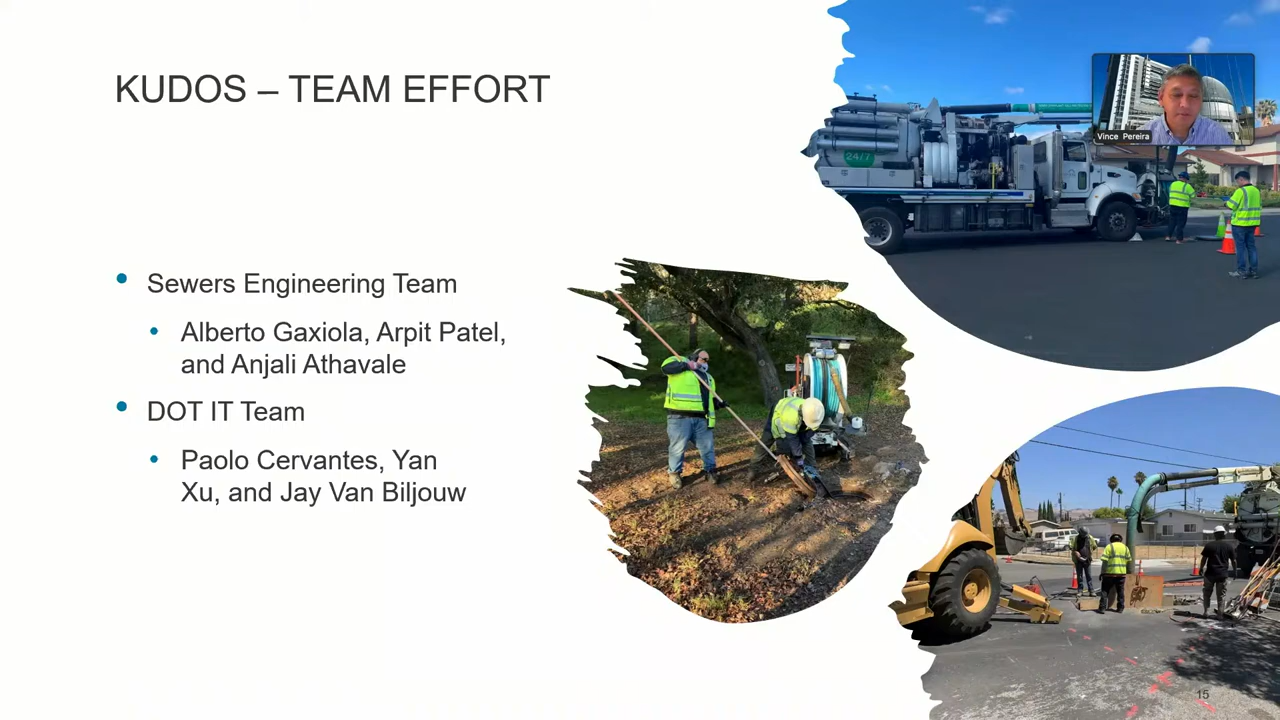 KUDOS – TEAM EFFORT
Vince Pereira
24/7
Sewers Engineering Team
Alberto Gaxiola, Arpit Patel,
and Anjali Athavale
DOT IT Team
Paolo Cervantes, Yan
Xu, and Jay Van Biljouw
15